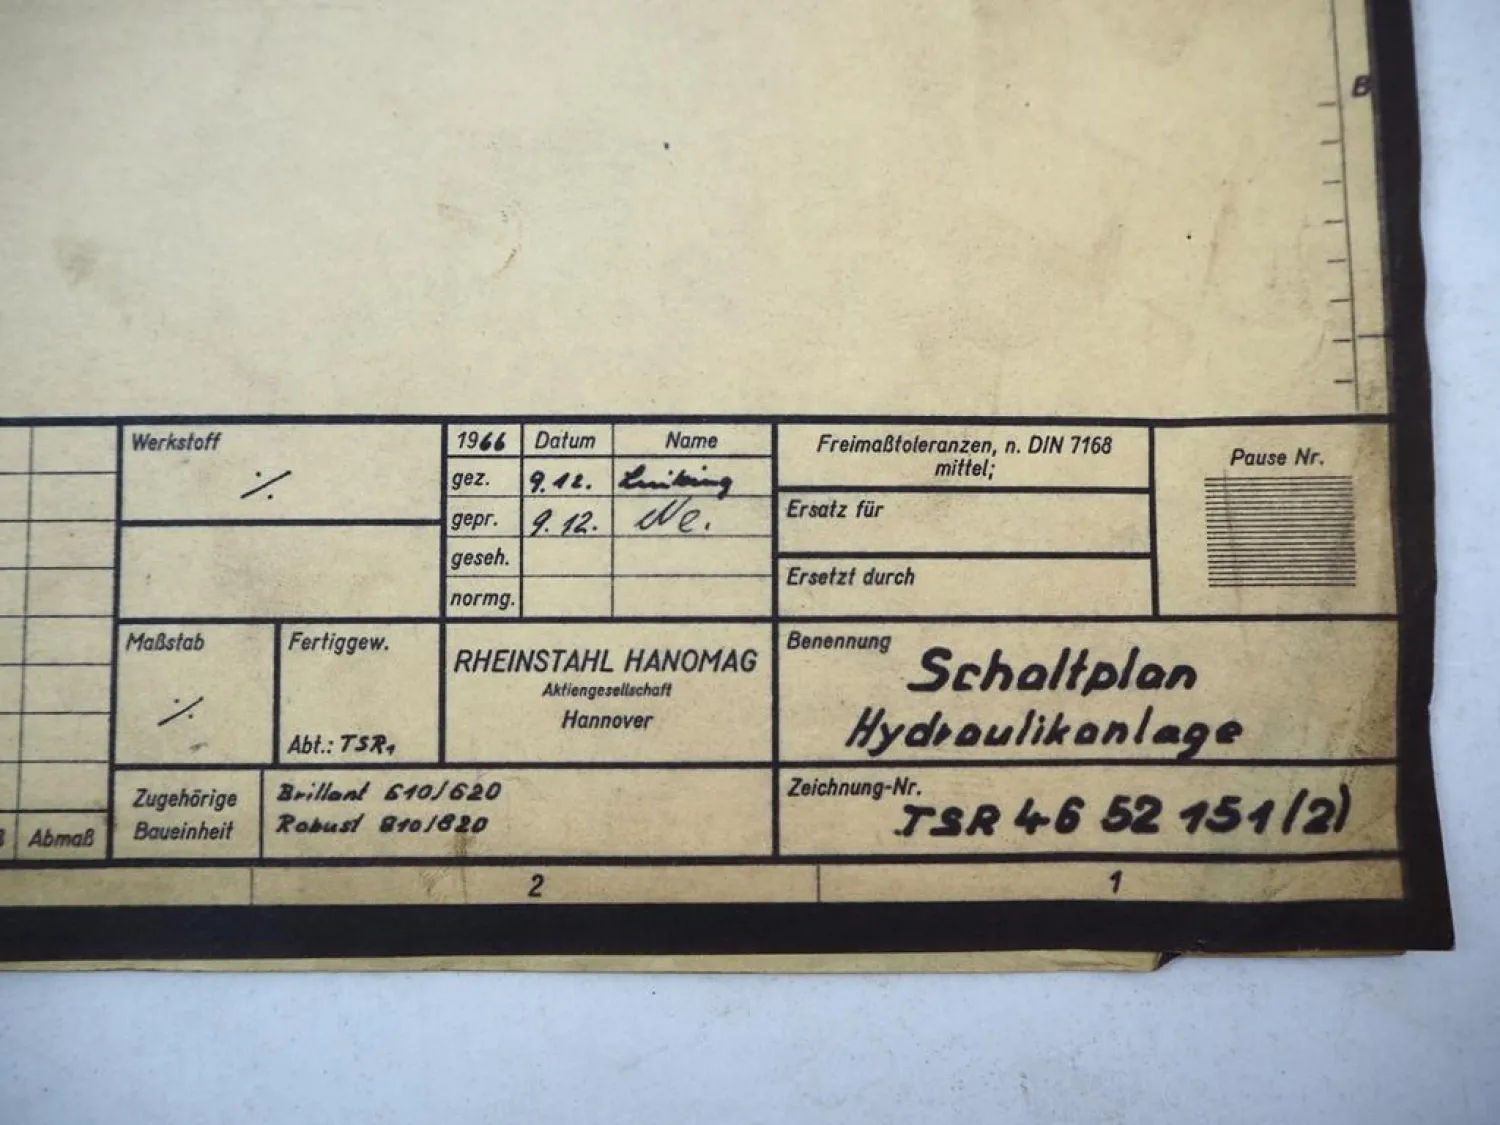 B
Werkstoff
./.
1966 Datum Name
gez. 9.12.
gepr. 9.12. Ne.
geseh.
normg.
Freimaßtoleranzen, n. DIN 7168
mittel;
Ersatz für
Ersetzt durch
Pause Nr.
Maßstab
./.
Fertiggew.
Abt.: TSR1
RHEINSTAHL HANOMAG
Aktiengesellschaft
Hannover
Benennung
Schaltplan
Hydraulikanlage
Abmaß
Zugehörige
Baueinheit
Brillant 610/620
Robust 810/820
Zeichnung-Nr.
TSR 46 52 151/(2)
2 1